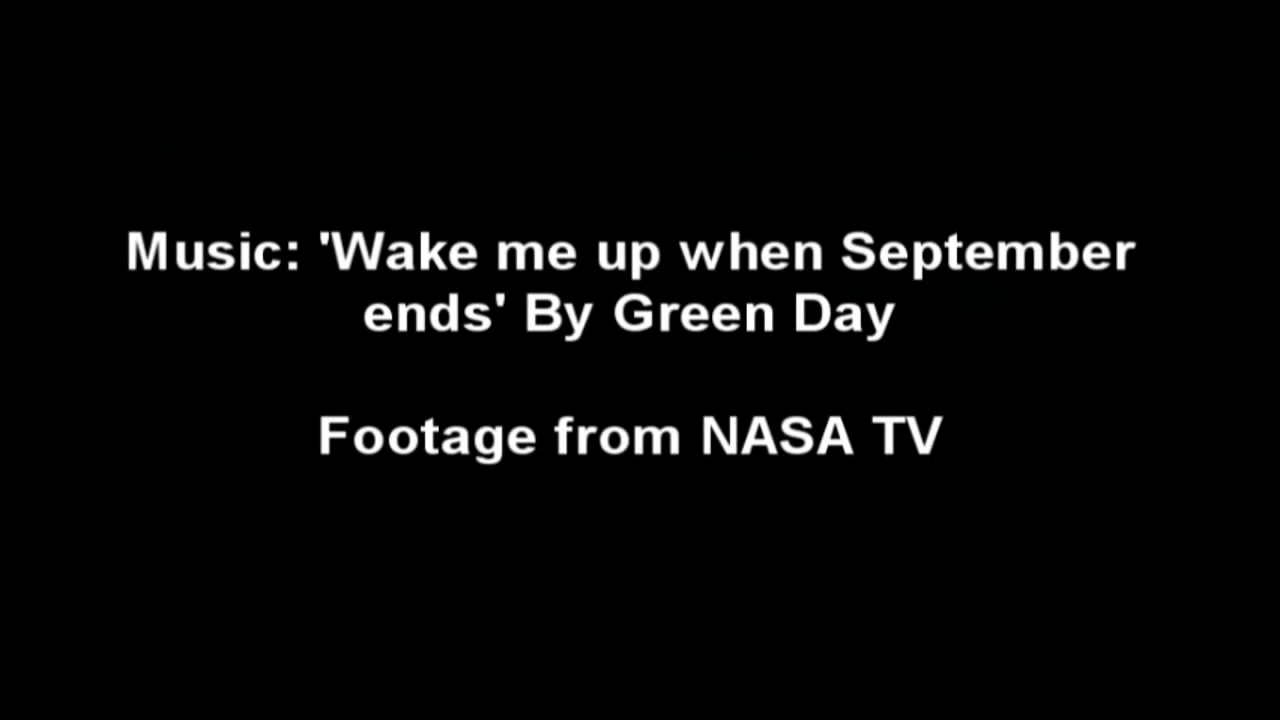 Music: 'Wake me up when September
ends' By Green Day
Footage from NASA TV